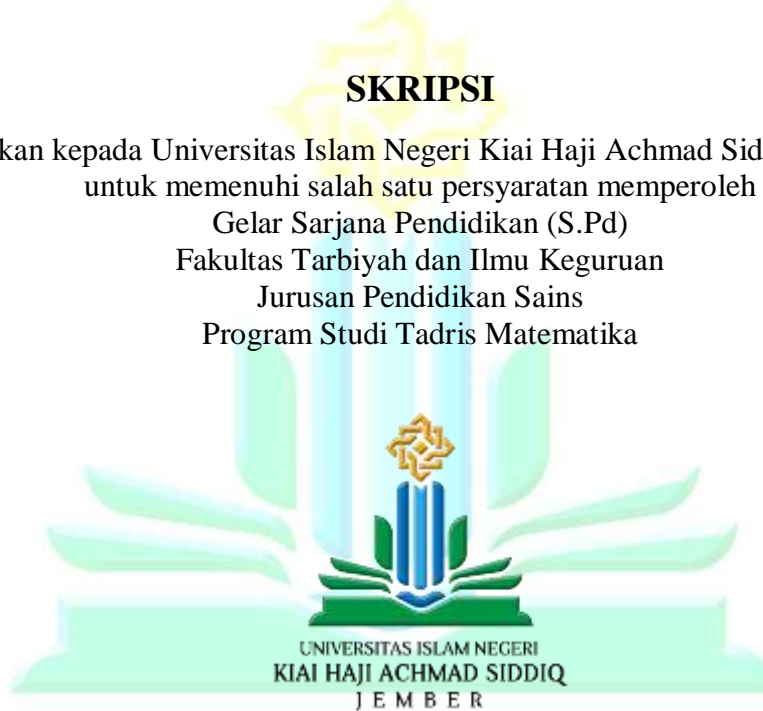 SKRIPSI
kepada Universitas Islam Negeri Kiai Haji Achmad
untuk memenuhi salah satu persyaratan memperoleh
Gelar Sarjana Pendidikan (S.Pd)
Fakultas Tarbiyah dan Ilmu Keguruan
Jurusan Pendidikan Sains
Program Studi Tadris Matematika
UNIVERSITAS ISLAM NEGERI
KIAI HAJI ACHMAD SIDDIQ
JEMBER